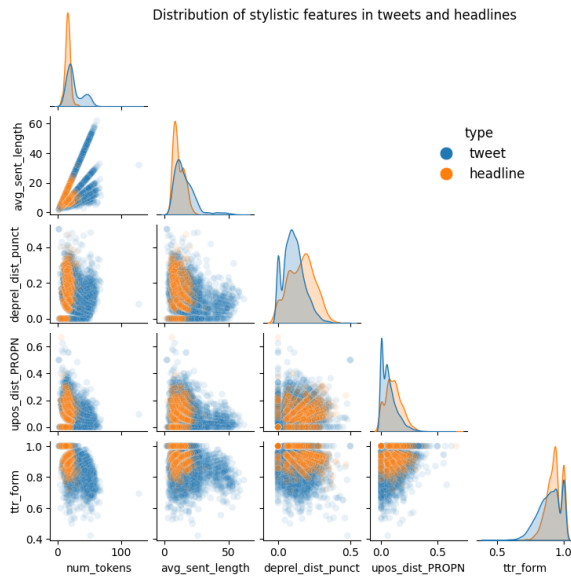 Distribution of stylistic features in tweets and headlines
type
tweet
headline
avg_sent_length
60
40
20
0
deprel_dist_punct
0.4
0.2
0.0
upos_dist_PROPN
0.6
0.4
0.2
0.0
ttr_form
1.0
0.8
0.6
0.4
0 100
0 50
0.0 0.5
0.0 0.5
0.5 1.0
num_tokens avg_sent_length deprel_dist_punct upos_dist_PROPN ttr_form